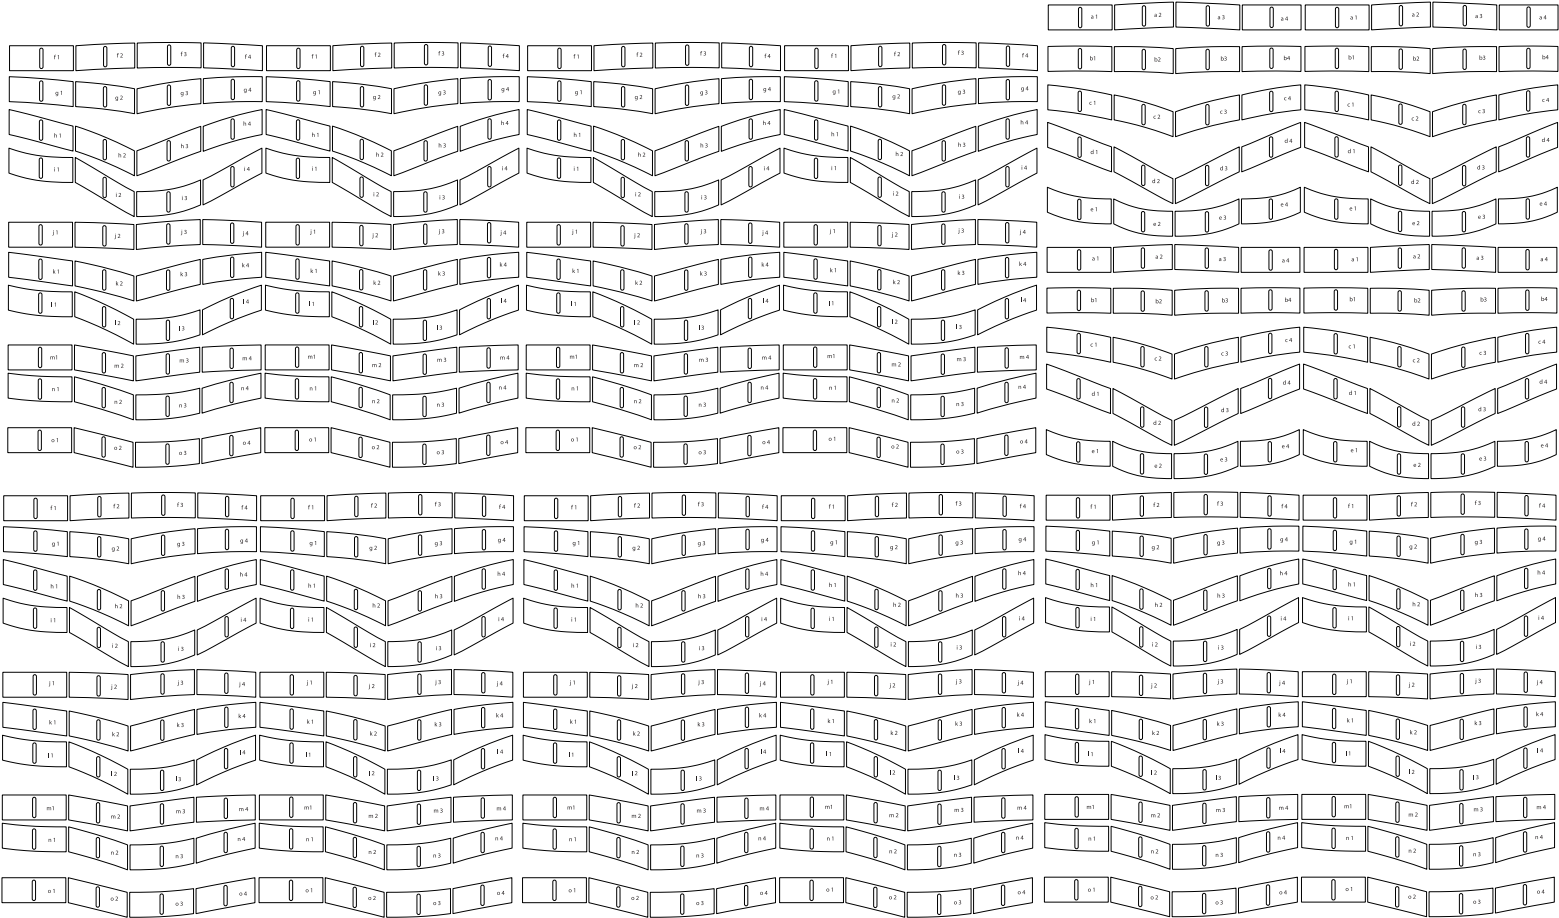 a1 a2 a3 a4 a1 a2 a3 a4
f1 f2 f3 f4 f1 f2 f3 f4 f1 f2 f3 f4 f1 f2 f3 f4 b1 b2 b3 b4 b1 b2 b3 b4
g1 g2 g3 g4 g1 g2 g3 g4 g1 g2 g3 g4 g1 g2 g3 g4 c1 c2 c3 c4 c1 c2 c3 c4
h1 h2 h3 h4 h1 h2 h3 h4 h1 h2 h3 h4 h1 h2 h3 h4 d1 d2 d3 d4 d1 d2 d3 d4
i1 i2 i3 i4 i1 i2 i3 i4 i1 i2 i3 i4 i1 i2 i3 i4 e1 e2 e3 e4 e1 e2 e3 e4
j1 j2 j3 j4 j1 j2 j3 j4 j1 j2 j3 j4 j1 j2 j3 j4 a1 a2 a3 a4 a1 a2 a3 a4
k1 k2 k3 k4 k1 k2 k3 k4 k1 k2 k3 k4 k1 k2 k3 k4 b1 b2 b3 b4 b1 b2 b3 b4
l1 l2 l3 l4 l1 l2 l3 l4 l1 l2 l3 l4 l1 l2 l3 l4 c1 c2 c3 c4 c1 c2 c3 c4
m1 m2 m3 m4 m1 m2 m3 m4 m1 m2 m3 m4 m1 m2 m3 m4
n1 n2 n3 n4 n1 n2 n3 n4 n1 n2 n3 n4 n1 n2 n3 n4 d1 d2 d3 d4 d1 d2 d3 d4
o1 o2 o3 o4 o1 o2 o3 o4 o1 o2 o3 o4 o1 o2 o3 o4 e1 e2 e3 e4 e1 e2 e3 e4
f1 f2 f3 f4 f1 f2 f3 f4 f1 f2 f3 f4 f1 f2 f3 f4 f1 f2 f3 f4 f1 f2 f3 f4
g1 g2 g3 g4 g1 g2 g3 g4 g1 g2 g3 g4 g1 g2 g3 g4 g1 g2 g3 g4 g1 g2 g3 g4
h1 h2 h3 h4 h1 h2 h3 h4 h1 h2 h3 h4 h1 h2 h3 h4 h1 h2 h3 h4 h1 h2 h3 h4
i1 i2 i3 i4 i1 i2 i3 i4 i1 i2 i3 i4 i1 i2 i3 i4 i1 i2 i3 i4 i1 i2 i3 i4
j1 j2 j3 j4 j1 j2 j3 j4 j1 j2 j3 j4 j1 j2 j3 j4 j1 j2 j3 j4 j1 j2 j3 j4
k1 k2 k3 k4 k1 k2 k3 k4 k1 k2 k3 k4 k1 k2 k3 k4 k1 k2 k3 k4 k1 k2 k3 k4
l1 l2 l3 l4 l1 l2 l3 l4 l1 l2 l3 l4 l1 l2 l3 l4 l1 l2 l3 l4 l1 l2 l3 l4
m1 m2 m3 m4 m1 m2 m3 m4 m1 m2 m3 m4 m1 m2 m3 m4 m1 m2 m3 m4 m1 m2 m3 m4
n1 n2 n3 n4 n1 n2 n3 n4 n1 n2 n3 n4 n1 n2 n3 n4 n1 n2 n3 n4 n1 n2 n3 n4
o1 o2 o3 o4 o1 o2 o3 o4 o1 o2 o3 o4 o1 o2 o3 o4 o1 o2 o3 o4 o1 o2 o3 o4